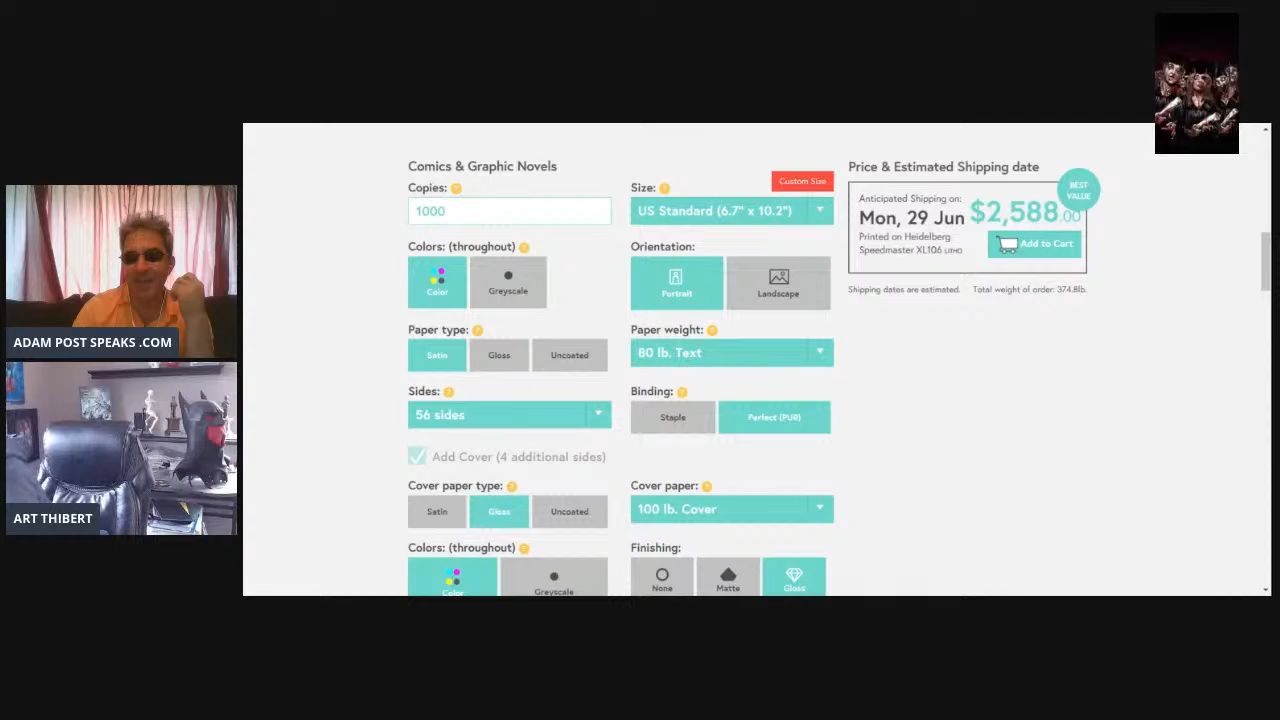 Comics & Graphic Novels
Copies: ?
1000
Custom Size
Size: ?
US Standard (6.7" x 10.2")
Colors: (throughout) ?
Color
Greyscale
Orientation:
Portrait
Landscape
Paper type: ?
Satin
Gloss
Uncoated
Paper weight: ?
80 lb. Text
Sides: ?
56 sides
Binding: ?
Staple
Perfect (PUR)
Add Cover (4 additional sides)
Cover paper type: ?
Satin
Gloss
Uncoated
Cover paper: ?
100 lb. Cover
Colors: (throughout) ?
Color
Greyscale
Finishing:
None
Matte
Gloss
Price & Estimated Shipping date
BEST
VALUE
Anticipated Shipping on:
Mon, 29 Jun
$2,588.00
Printed on Heidelberg
Speedmaster XL106 LITHO
Add to Cart
Shipping dates are estimated.
Total weight of order: 374.8lb.
ADAM POST SPEAKS .COM
ART THIBERT